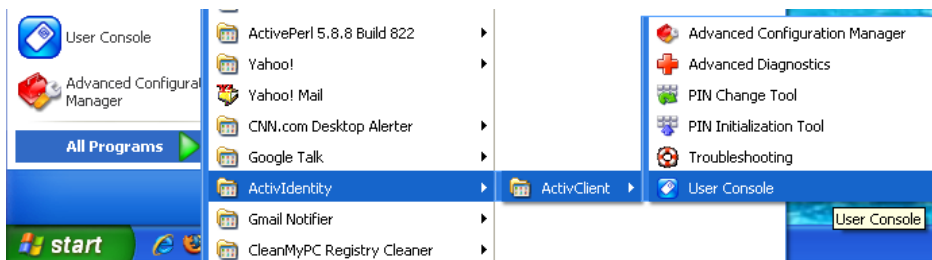 User Console
Advanced Configurat
Manager
All Programs
start
ActivePerl 5.8.8 Build 822
Yahoo!
Yahoo! Mail
CNN.com Desktop Alerter
Google Talk
ActivIdentity
Gmail Notifier
CleanMyPC Registry Cleaner
ActivClient
Advanced Configuration Manager
Advanced Diagnostics
PIN Change Tool
PIN Initialization Tool
Troubleshooting
User Console
User Console